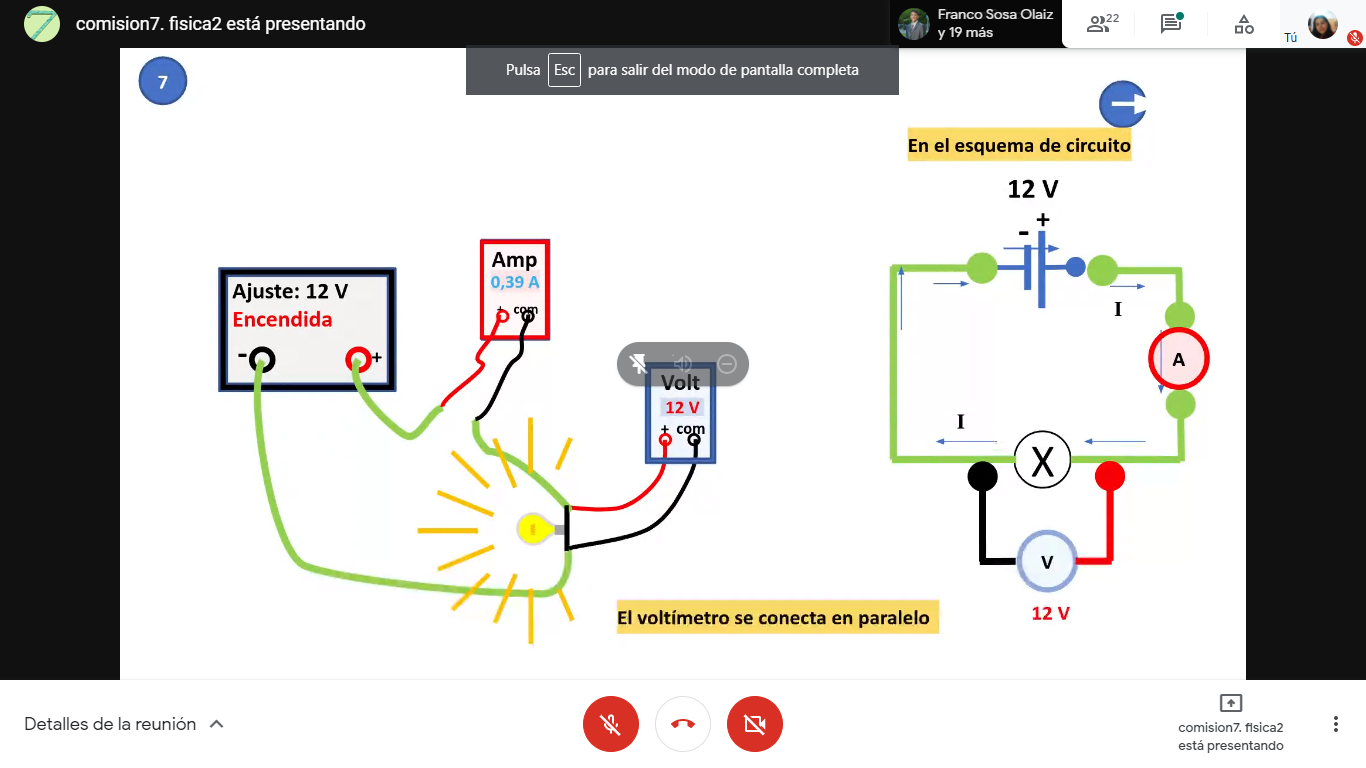 comision7. fisica2 está presentando
Franco Sosa Olaiz
y 19 más
22
Tú
Pulsa Esc para salir del modo de pantalla completa
7
En el esquema de circuito
12 V
- +
Amp
0,39 A
+ com
Ajuste: 12 V
Encendida
- +
I
A
Volt
12 V
+ com
I
X
V
El voltímetro se conecta en paralelo
12 V
Detalles de la reunión
comision7. fisica2
está presentando